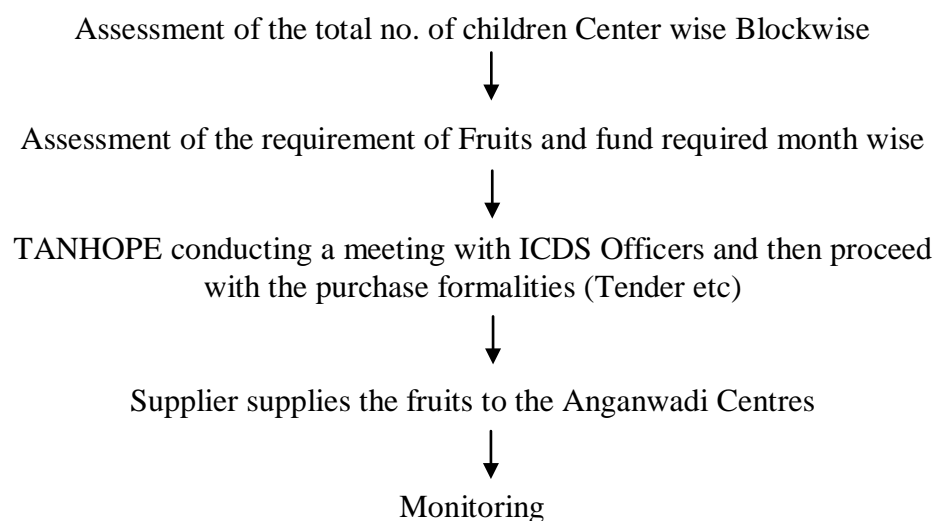 Assessment of the total no. of children Center wise Blockwise
Assessment of the requirement of Fruits and fund required month wise
TANHOPE conducting a meeting with ICDS Officers and then proceed
with the purchase formalities (Tender etc)
Supplier supplies the fruits to the Anganwadi Centres
Monitoring